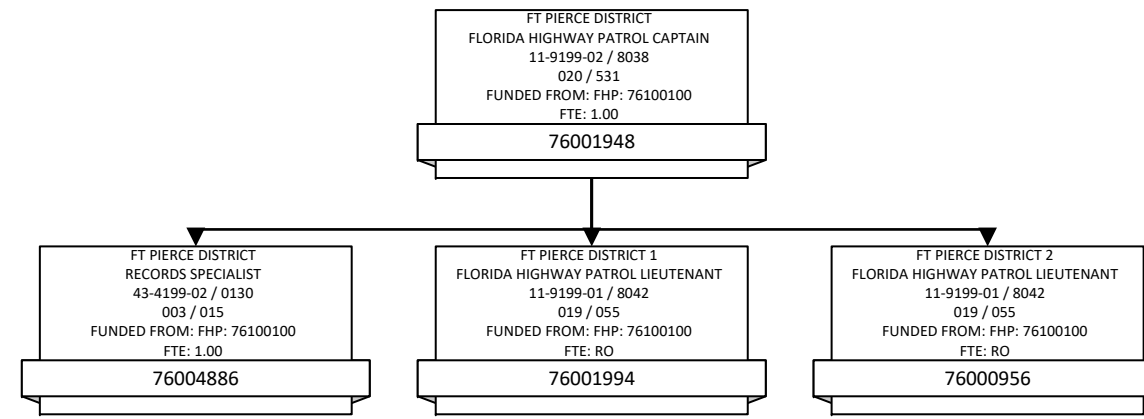 FT PIERCE DISTRICT
FLORIDA HIGHWAY PATROL CAPTAIN
11-9199-02 / 8038
020 / 531
FUNDED FROM: FHP: 76100100
FTE: 1.00
76001948
FT PIERCE DISTRICT
RECORDS SPECIALIST
43-4199-02 / 0130
003 / 015
FUNDED FROM: FHP: 76100100
FTE: 1.00
76004886
FT PIERCE DISTRICT 1
FLORIDA HIGHWAY PATROL LIEUTENANT
11-9199-01 / 8042
019 / 055
FUNDED FROM: FHP: 76100100
FTE: RO
76001994
FT PIERCE DISTRICT 2
FLORIDA HIGHWAY PATROL LIEUTENANT
11-9199-01 / 8042
019 / 055
FUNDED FROM: FHP: 76100100
FTE: RO
76000956